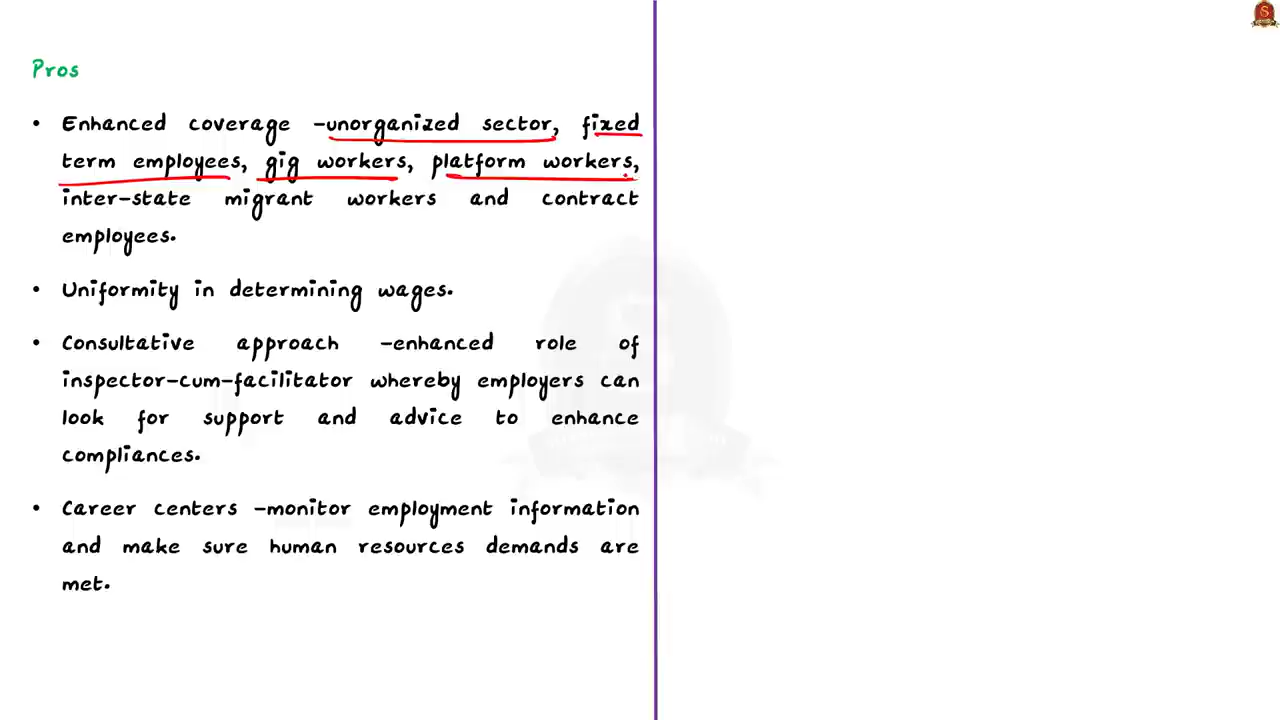 Pros
• Enhanced coverage -unorganized sector, fixed
term employees, gig workers, platform workers,
inter-state migrant workers and contract
employees.
• Uniformity in determining wages.
• Consultative approach -enhanced role of
inspector-cum-facilitator whereby employers can
look for support and advice to enhance
compliances.
• Career centers -monitor employment information
and make sure human resources demands are
met.